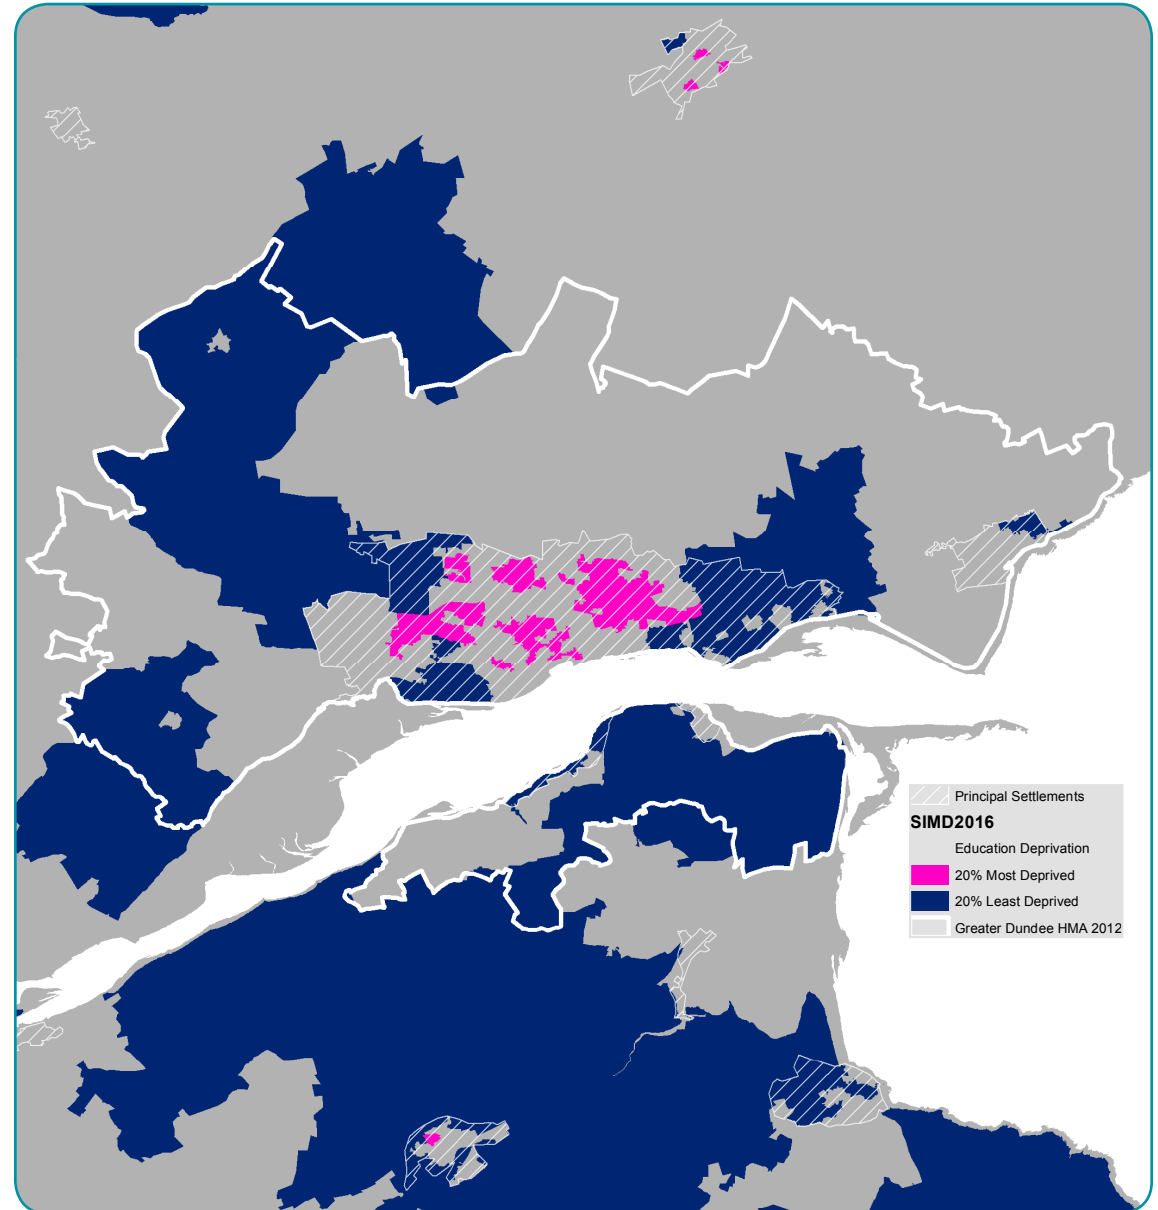 Principal Settlements
SIMD2016
Education Deprivation
20% Most Deprived
20% Least Deprived
Greater Dundee HMA 2012